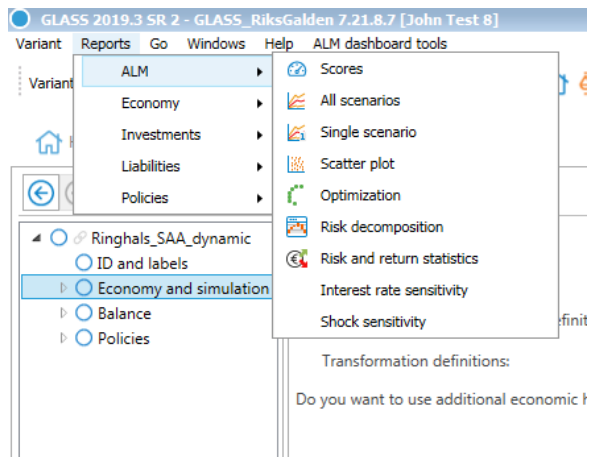 GLASS 2019.3 SR 2 - GLASS_RiksGalden 7.21.8.7 [John Test 8]
Variant Reports Go Windows Help ALM dashboard tools
Variant
ALM
Economy
Investments
Liabilities
Policies
Scores
All scenarios
Single scenario
Scatter plot
Optimization
Risk decomposition
Risk and return statistics
Interest rate sensitivity
Shock sensitivity
Ringhals_SAA_dynamic
ID and labels
Economy and simulation
Balance
Policies
Transformation definitions:
Do you want to use additional economic